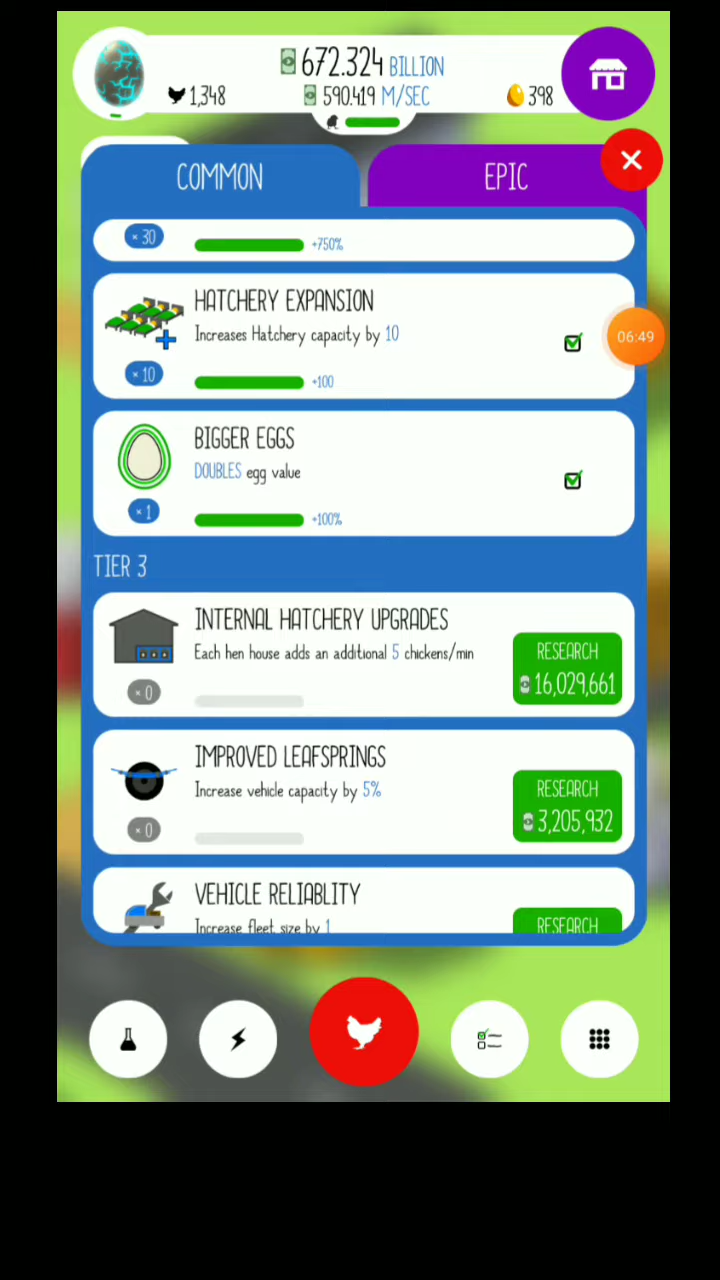 672.324 BILLION
1,348
590.419 M/SEC
398
COMMON
EPIC
× 30
+750%
HATCHERY EXPANSION
Increases Hatchery capacity by 10
06:49
× 10
+100
BIGGER EGGS
DOUBLES egg value
× 1
+100%
TIER 3
INTERNAL HATCHERY UPGRADES
Each hen house adds an additional 5 chickens/min
RESEARCH
16,029,661
× 0
IMPROVED LEAFSPRINGS
Increase vehicle capacity by 5%
RESEARCH
3,205,932
× 0
VEHICLE RELIABLITY
Increase fleet size by 1
RESEARCH